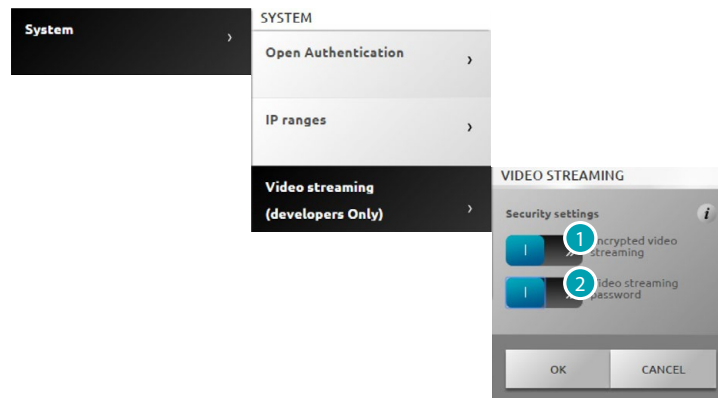 System
SYSTEM
Open Authentication
IP ranges
Video streaming
(developers Only)
VIDEO STREAMING
Security settings
i
1
ncrypted video
streaming
2
ideo streaming
password
OK
CANCEL